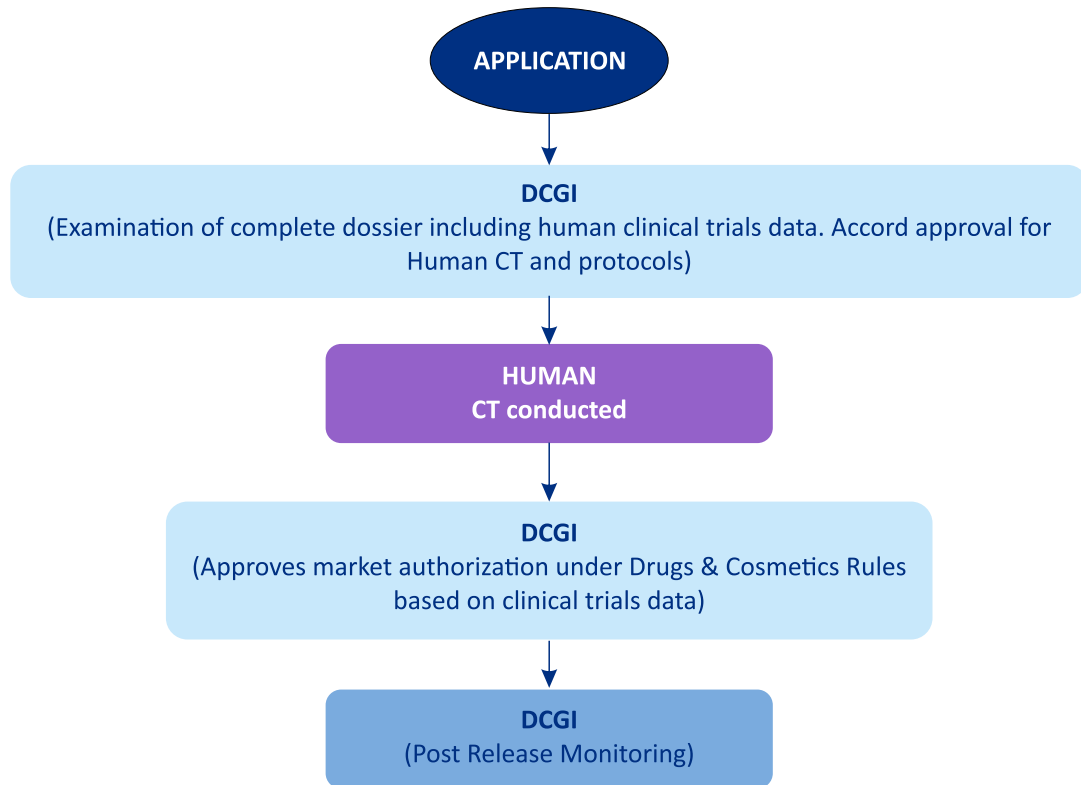 APPLICATION
DCGI
(Examination of complete dossier including human clinical trials data. Accord approval for
Human CT and protocols)
HUMAN
CT conducted
DCGI
(Approves market authorization under Drugs & Cosmetics Rules
based on clinical trials data)
DCGI
(Post Release Monitoring)